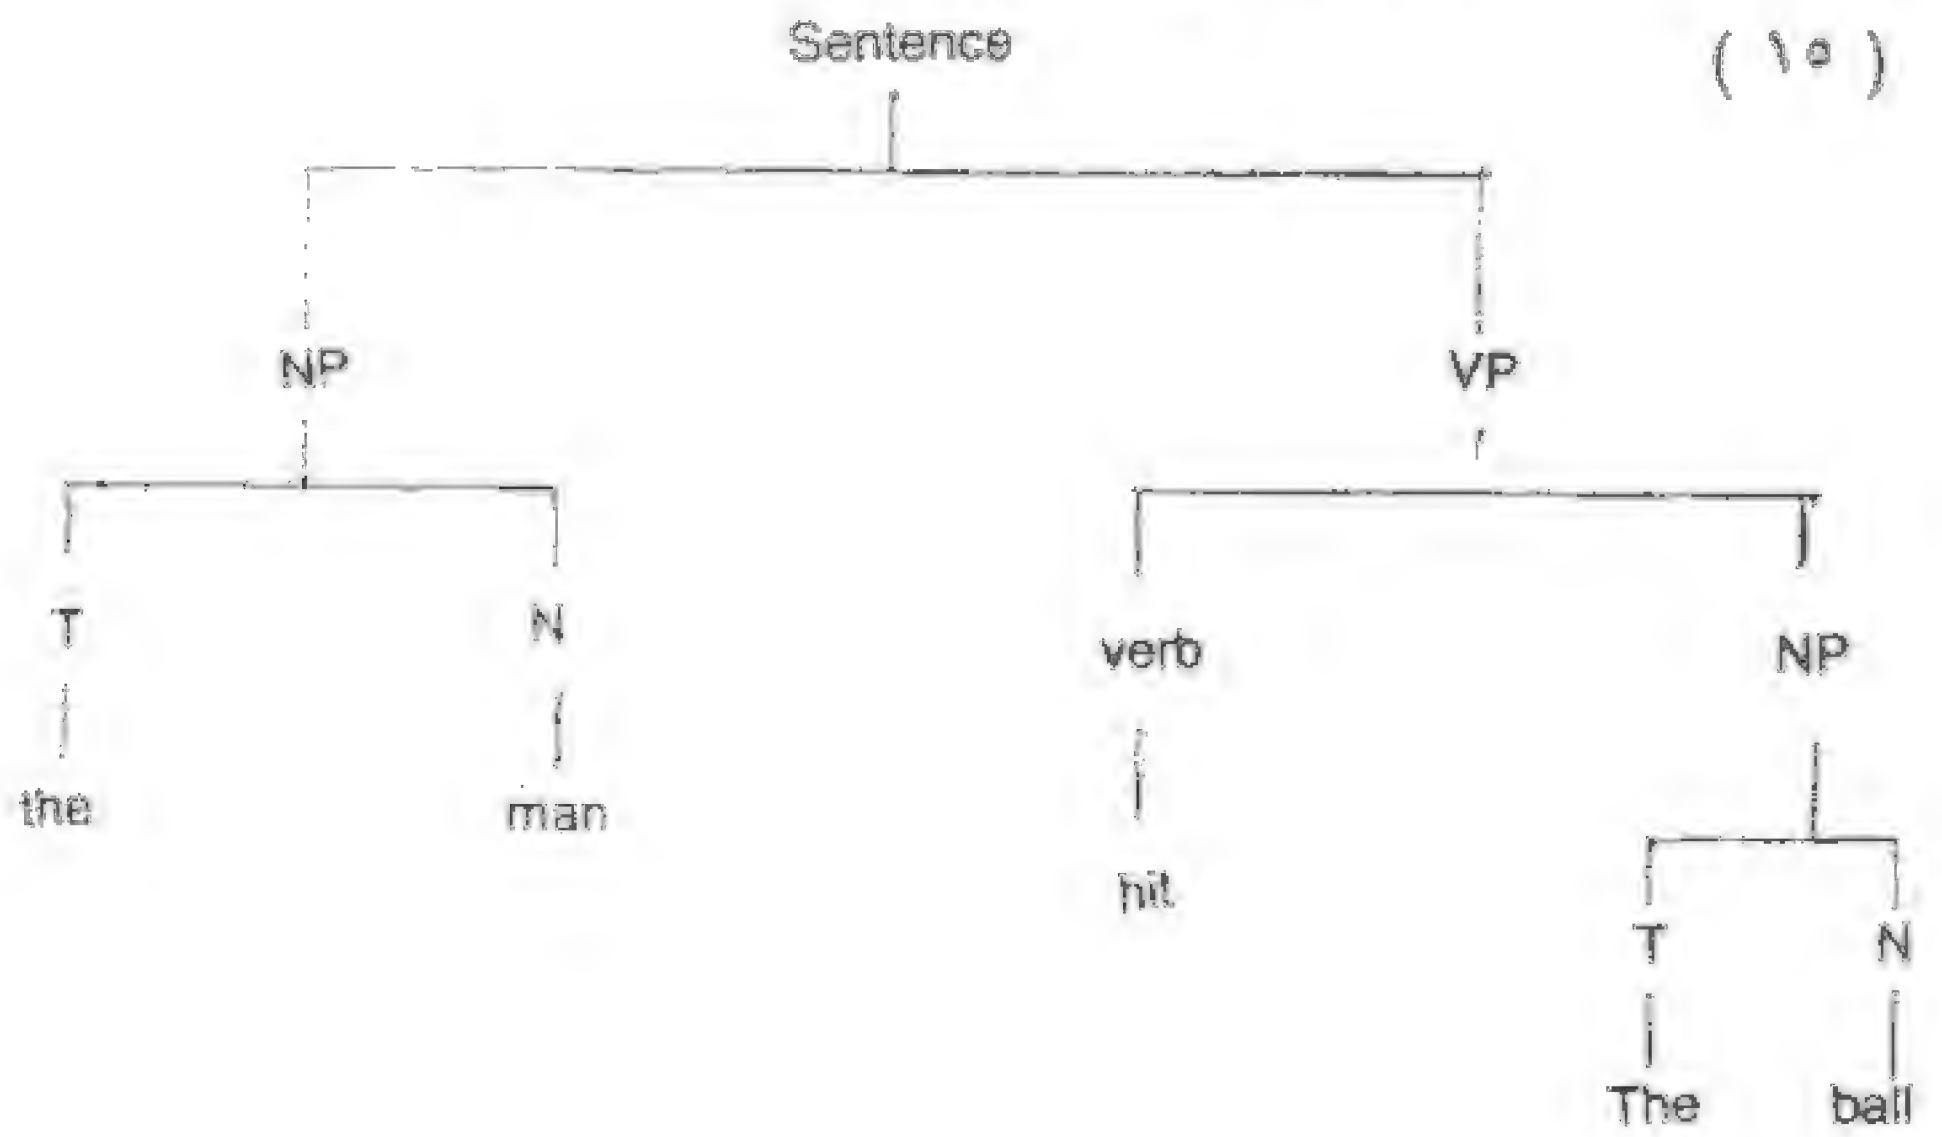 Sentence
( ١٥ )
NP VP
T N verb NP
the man hit
T N
The ball